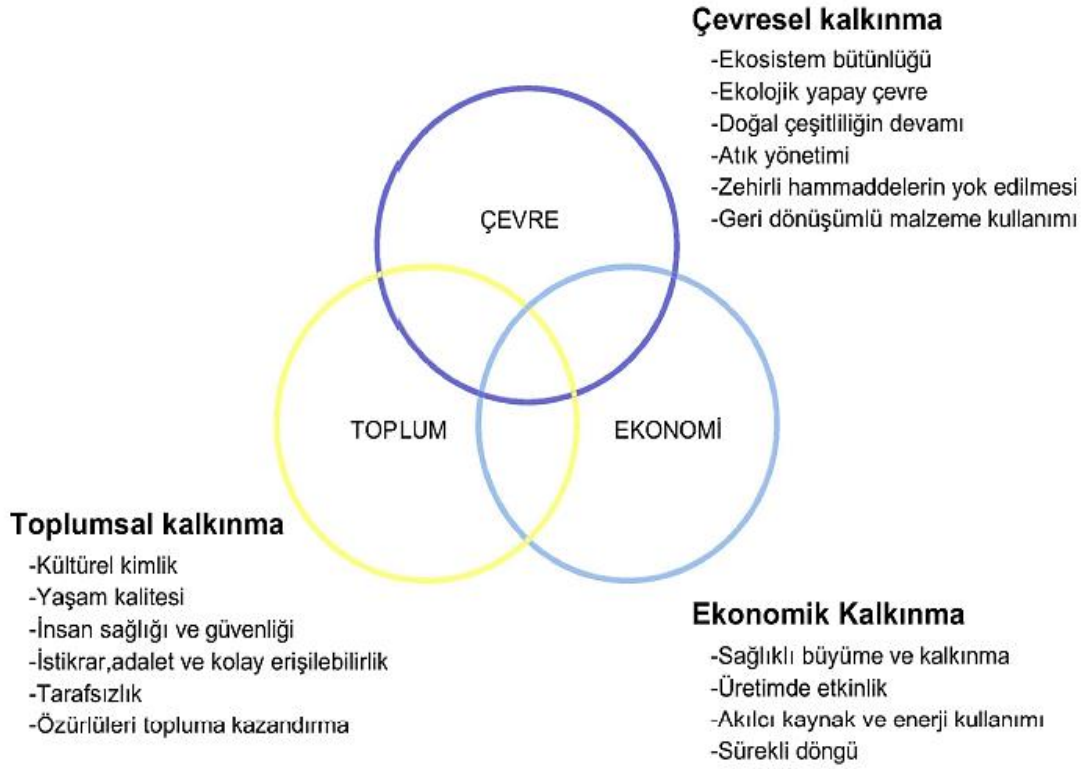 Çevresel kalkınma
-Ekosistem bütünlüğü
-Ekolojik yapay çevre
-Doğal çeşitliliğin devamı
-Atık yönetimi
-Zehirli hammaddelerin yok edilmesi
-Geri dönüşümlü malzeme kullanımı
ÇEVRE
TOPLUM
EKONOMİ
Toplumsal kalkınma
-Kültürel kimlik
-Yaşam kalitesi
-İnsan sağlığı ve güvenliği
-İstikrar,adalet ve kolay erişilebilirlik
-Tarafsızlık
-Özürlüleri topluma kazandırma
Ekonomik Kalkınma
-Sağlıklı büyüme ve kalkınma
-Üretimde etkinlik
-Akılcı kaynak ve enerji kullanımı
-Sürekli döngü